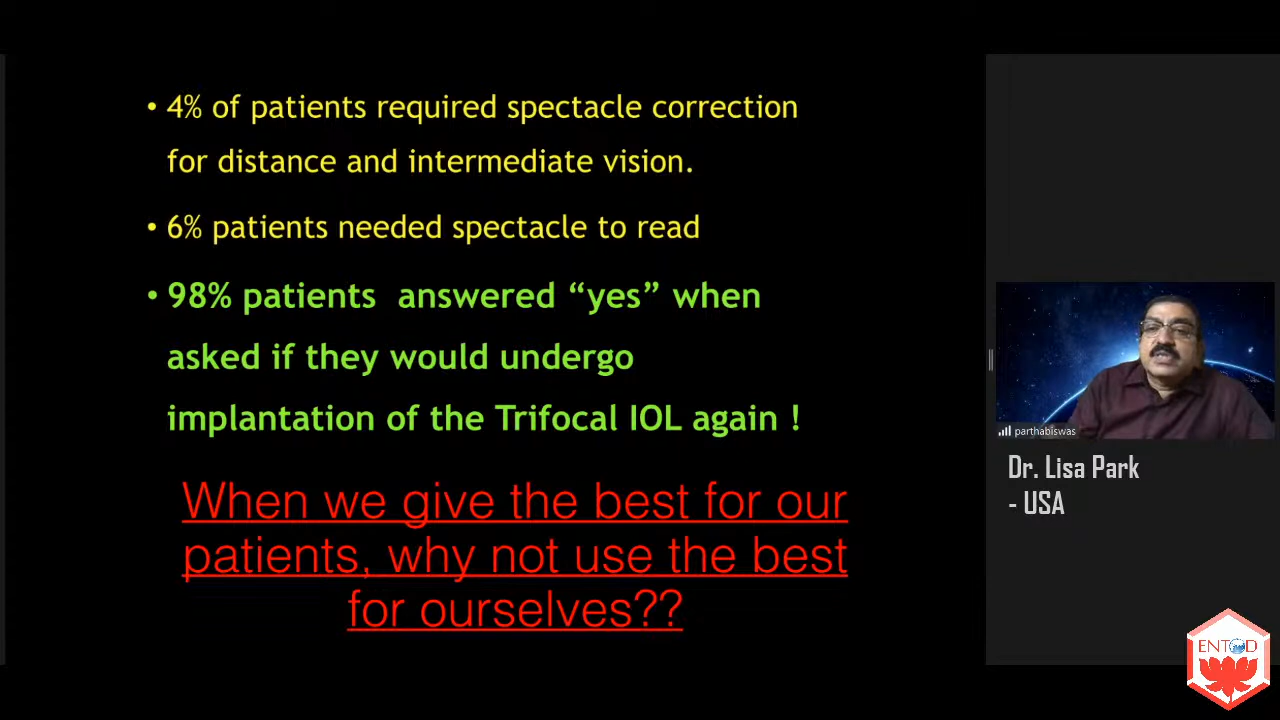 • 4% of patients required spectacle correction
for distance and intermediate vision.
• 6% patients needed spectacle to read
• 98% patients answered “yes” when
asked if they would undergo
implantation of the Trifocal IOL again !
When we give the best for our
patients, why not use the best
for ourselves??
parthabiswas
Dr. Lisa Park
- USA
ENTOD